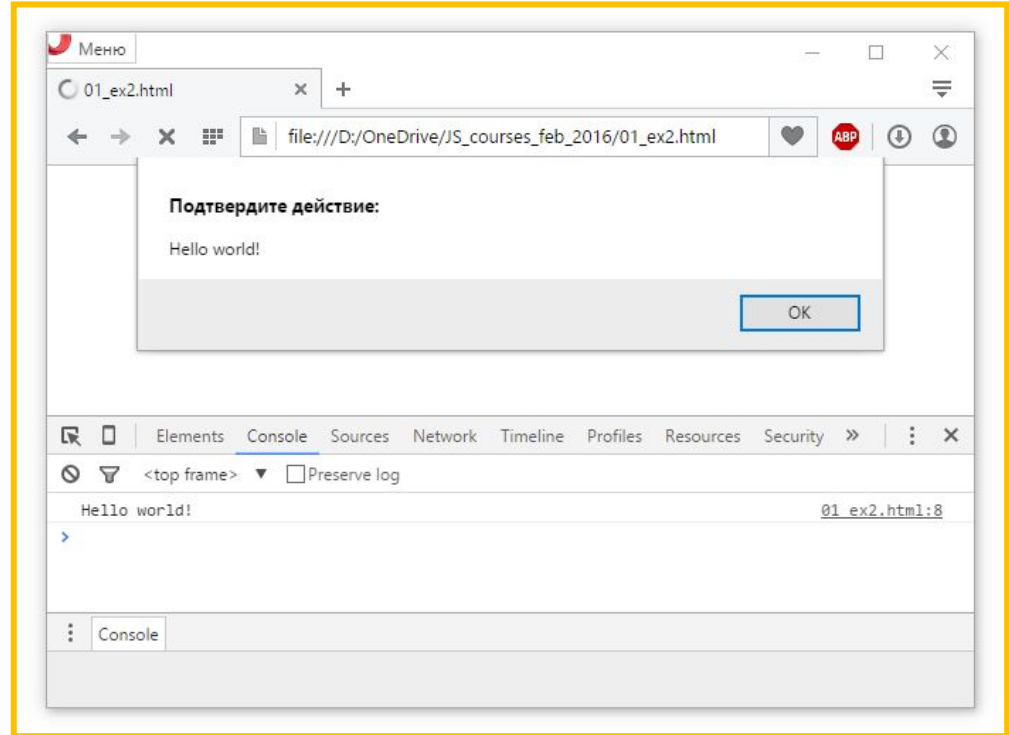 Меню
01_ex2.html
file:///D:/OneDrive/JS_courses_feb_2016/01_ex2.html
ABP
Подтвердите действие:
Hello world!
OK
Elements Console Sources Network Timeline Profiles Resources Security »
<top frame> ▼ Preserve log
Hello world! 01_ex2.html:8
>
Console